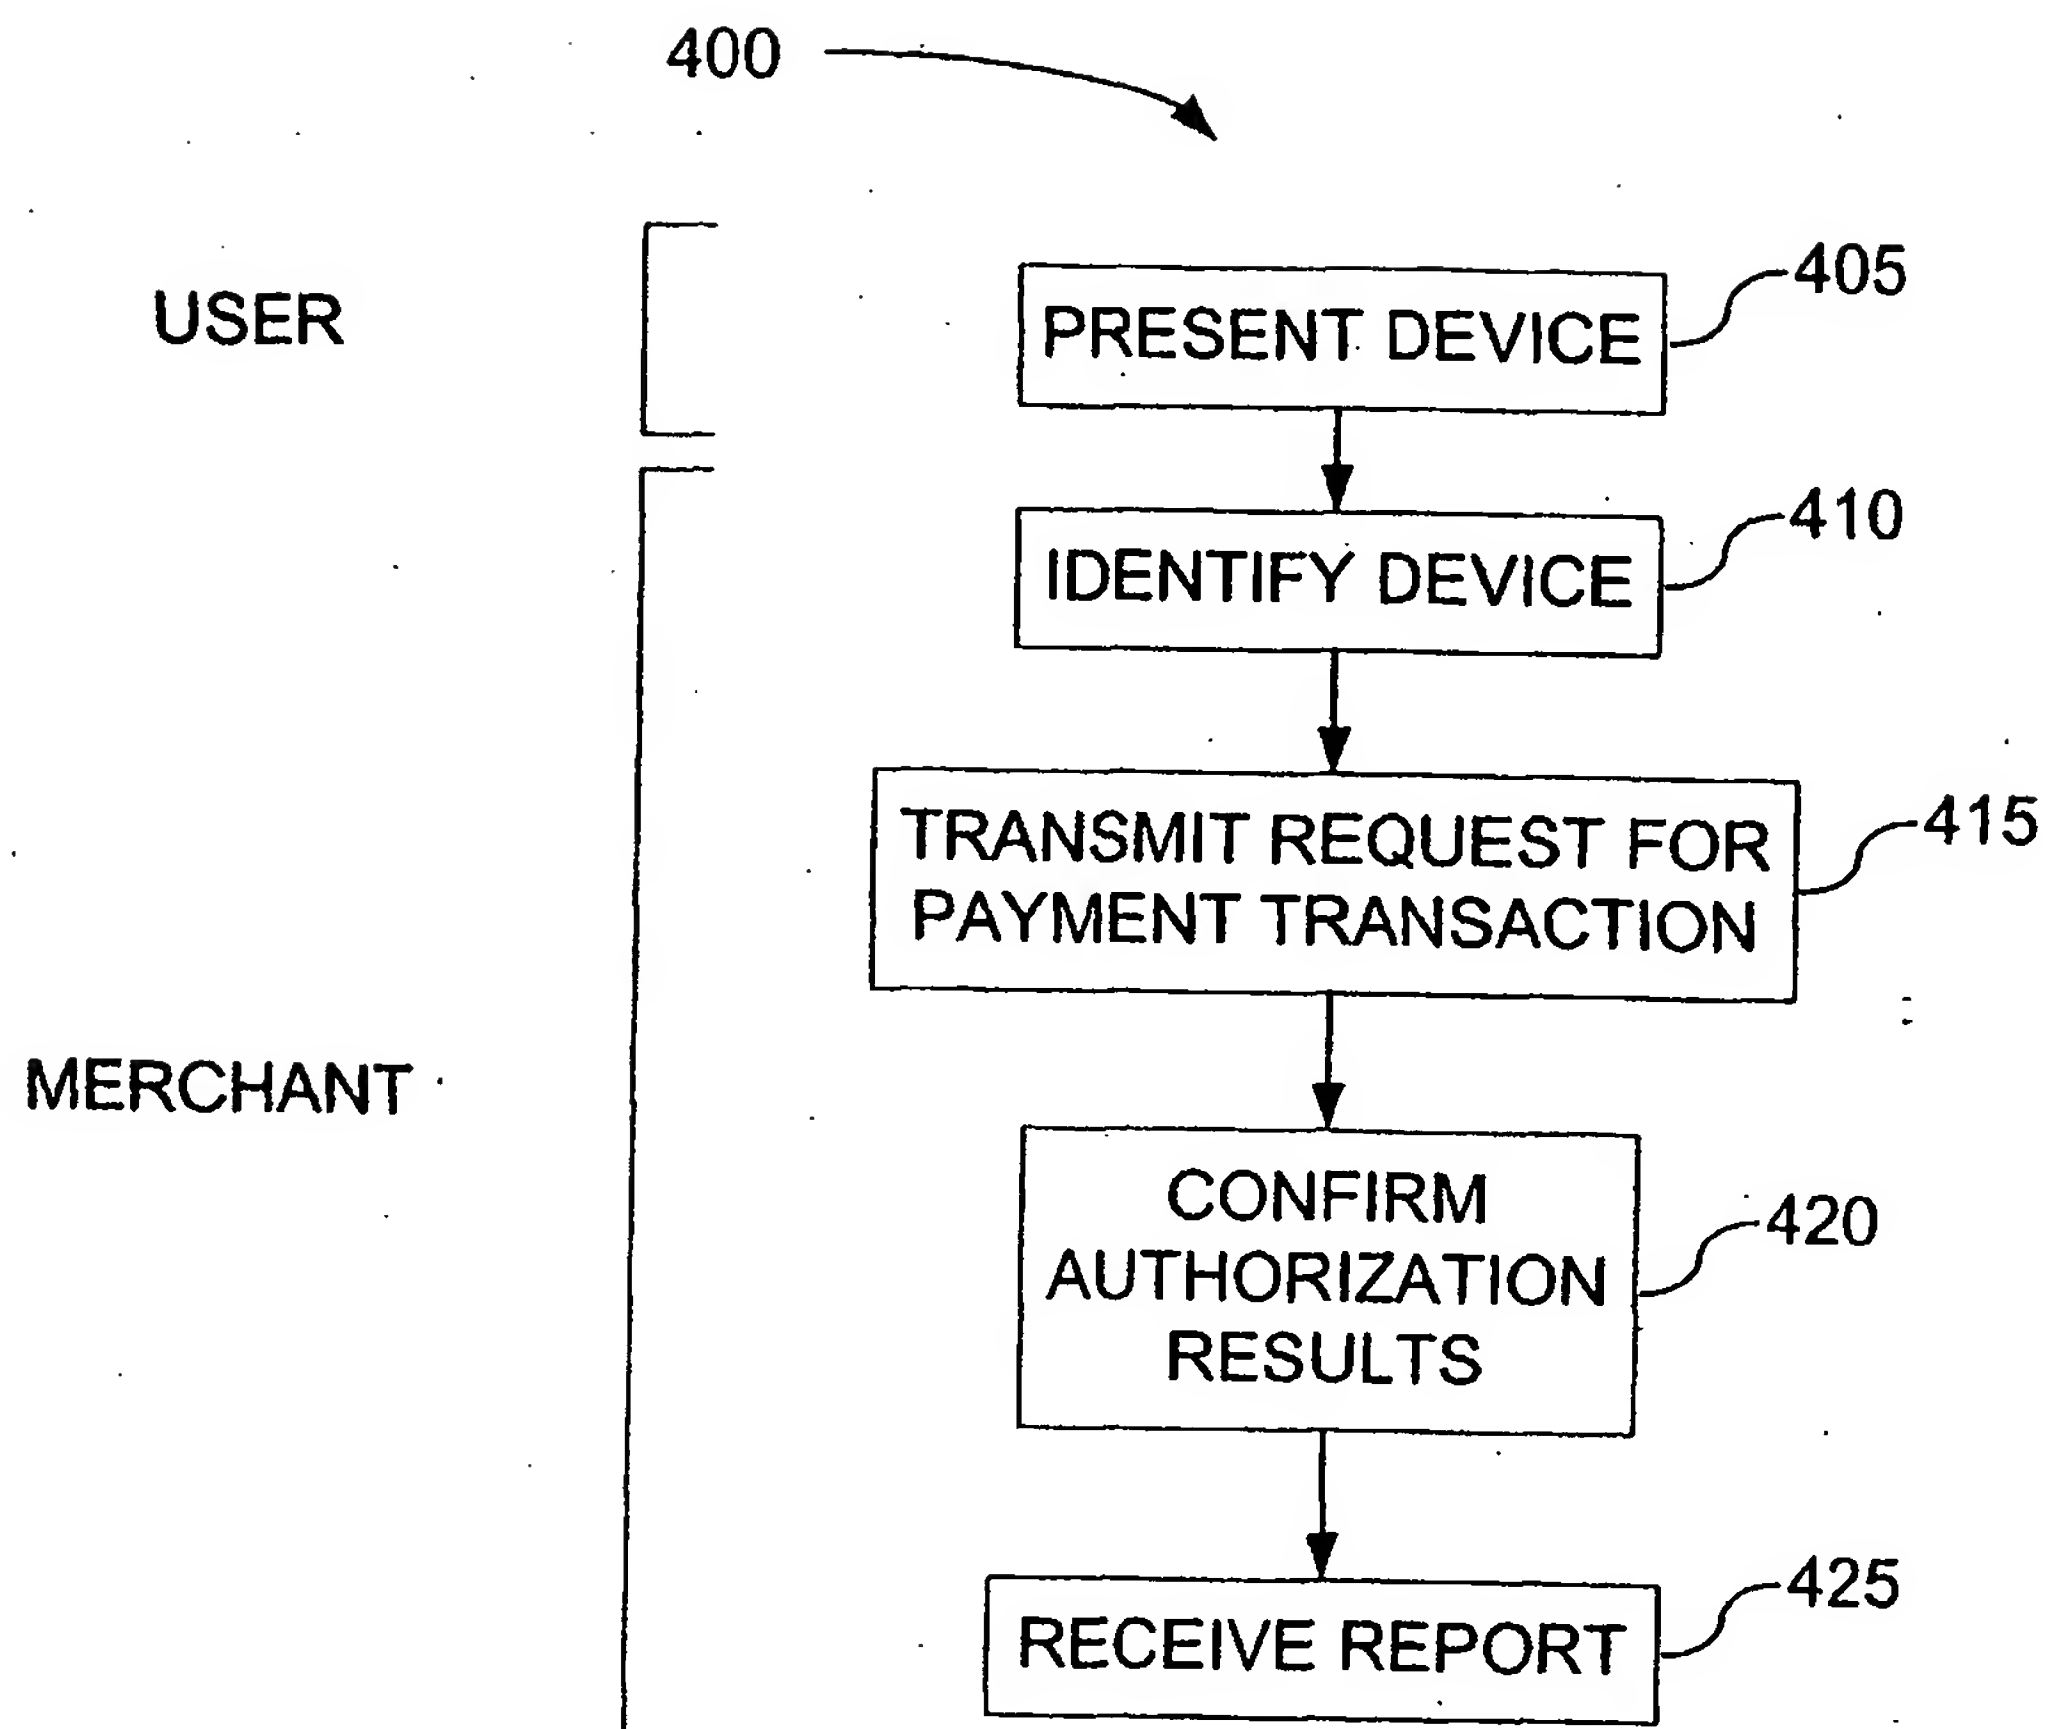 400
USER
PRESENT DEVICE
405
IDENTIFY DEVICE
410
TRANSMIT REQUEST FOR
PAYMENT TRANSACTION
415
MERCHANT
CONFIRM
AUTHORIZATION
RESULTS
420
RECEIVE REPORT
425